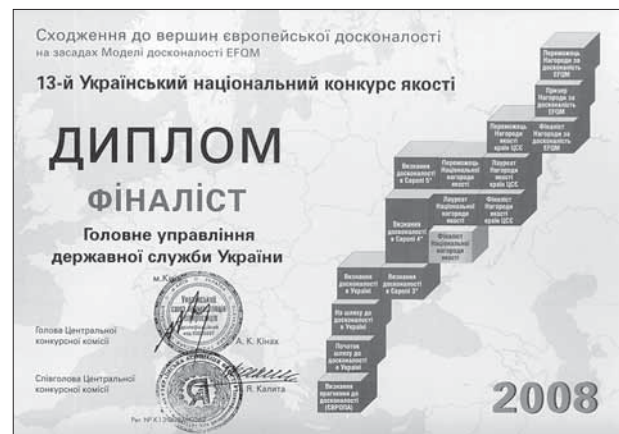 Сходження до вершин європейської досконалості
на засадах Моделі досконалості EFQM
13-й Український національний конкурс якості
ДИПЛОМ
ФІНАЛІСТ
Головне управління
державної служби України
м.Київ
Голова Центральної
конкурсної комісії
А. К. Кінах
Співголова Центральної
конкурсної комісії
Я. Калита
Переможець
Нагороди за
досконалість
EFQM
Призер
Нагороди за
досконалість
EFQM
Переможець
Нагороди
якості
країн ЦСЄ
Фіналіст
Нагороди за
досконалість
EFQM
Визнання
досконалості
в Європі 5*
Переможець
Національної
нагороди
якості
Лауреат
Нагороди
якості
країн ЦСЄ
Визнання
досконалості
в Європі 4*
Лауреат
Національної
нагороди
якості
Фіналіст
Нагороди
якості
країн ЦСЄ
Фіналіст
Національної
нагороди
якості
Визнання
досконалості
в Україні
Визнання
досконалості
в Європі 3*
На шляху до
досконалості
в Україні
Початок
шляху до
досконалості
в Україні
Визнання
прагнення до
досконалості
(ЄВРОПА)
2008